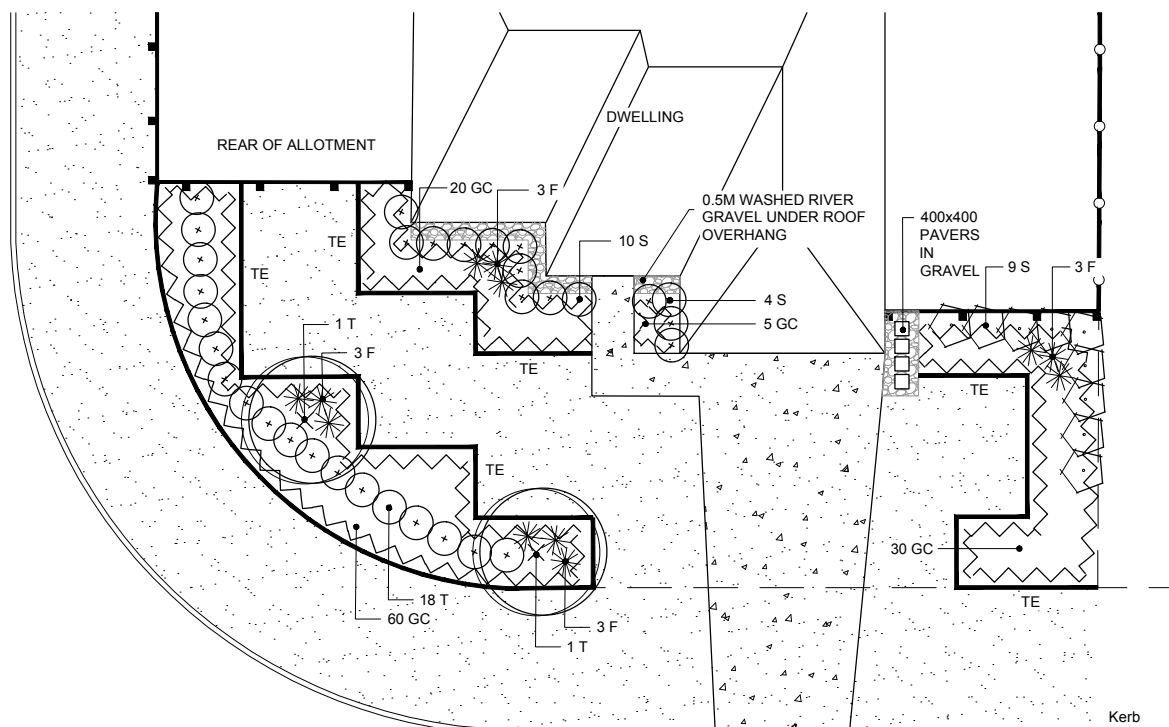 DWELLING
REAR OF ALLOTMENT
20 GC
3 F
0.5M WASHED RIVER
GRAVEL UNDER ROOF
OVERHANG
400x400
PAVERS
IN
GRAVEL
9 S
3 F
10 S
TE
TE
4 S
5 GC
1 T
3 F
TE
TE
TE
30 GC
18 T
60 GC
3 F
1 T
TE
Kerb